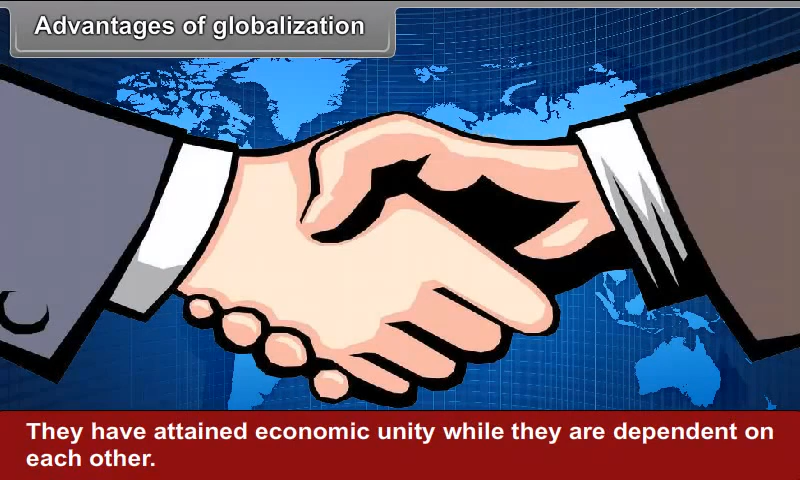 Advantages of globalization
They have attained economic unity while they are dependent on
each other.